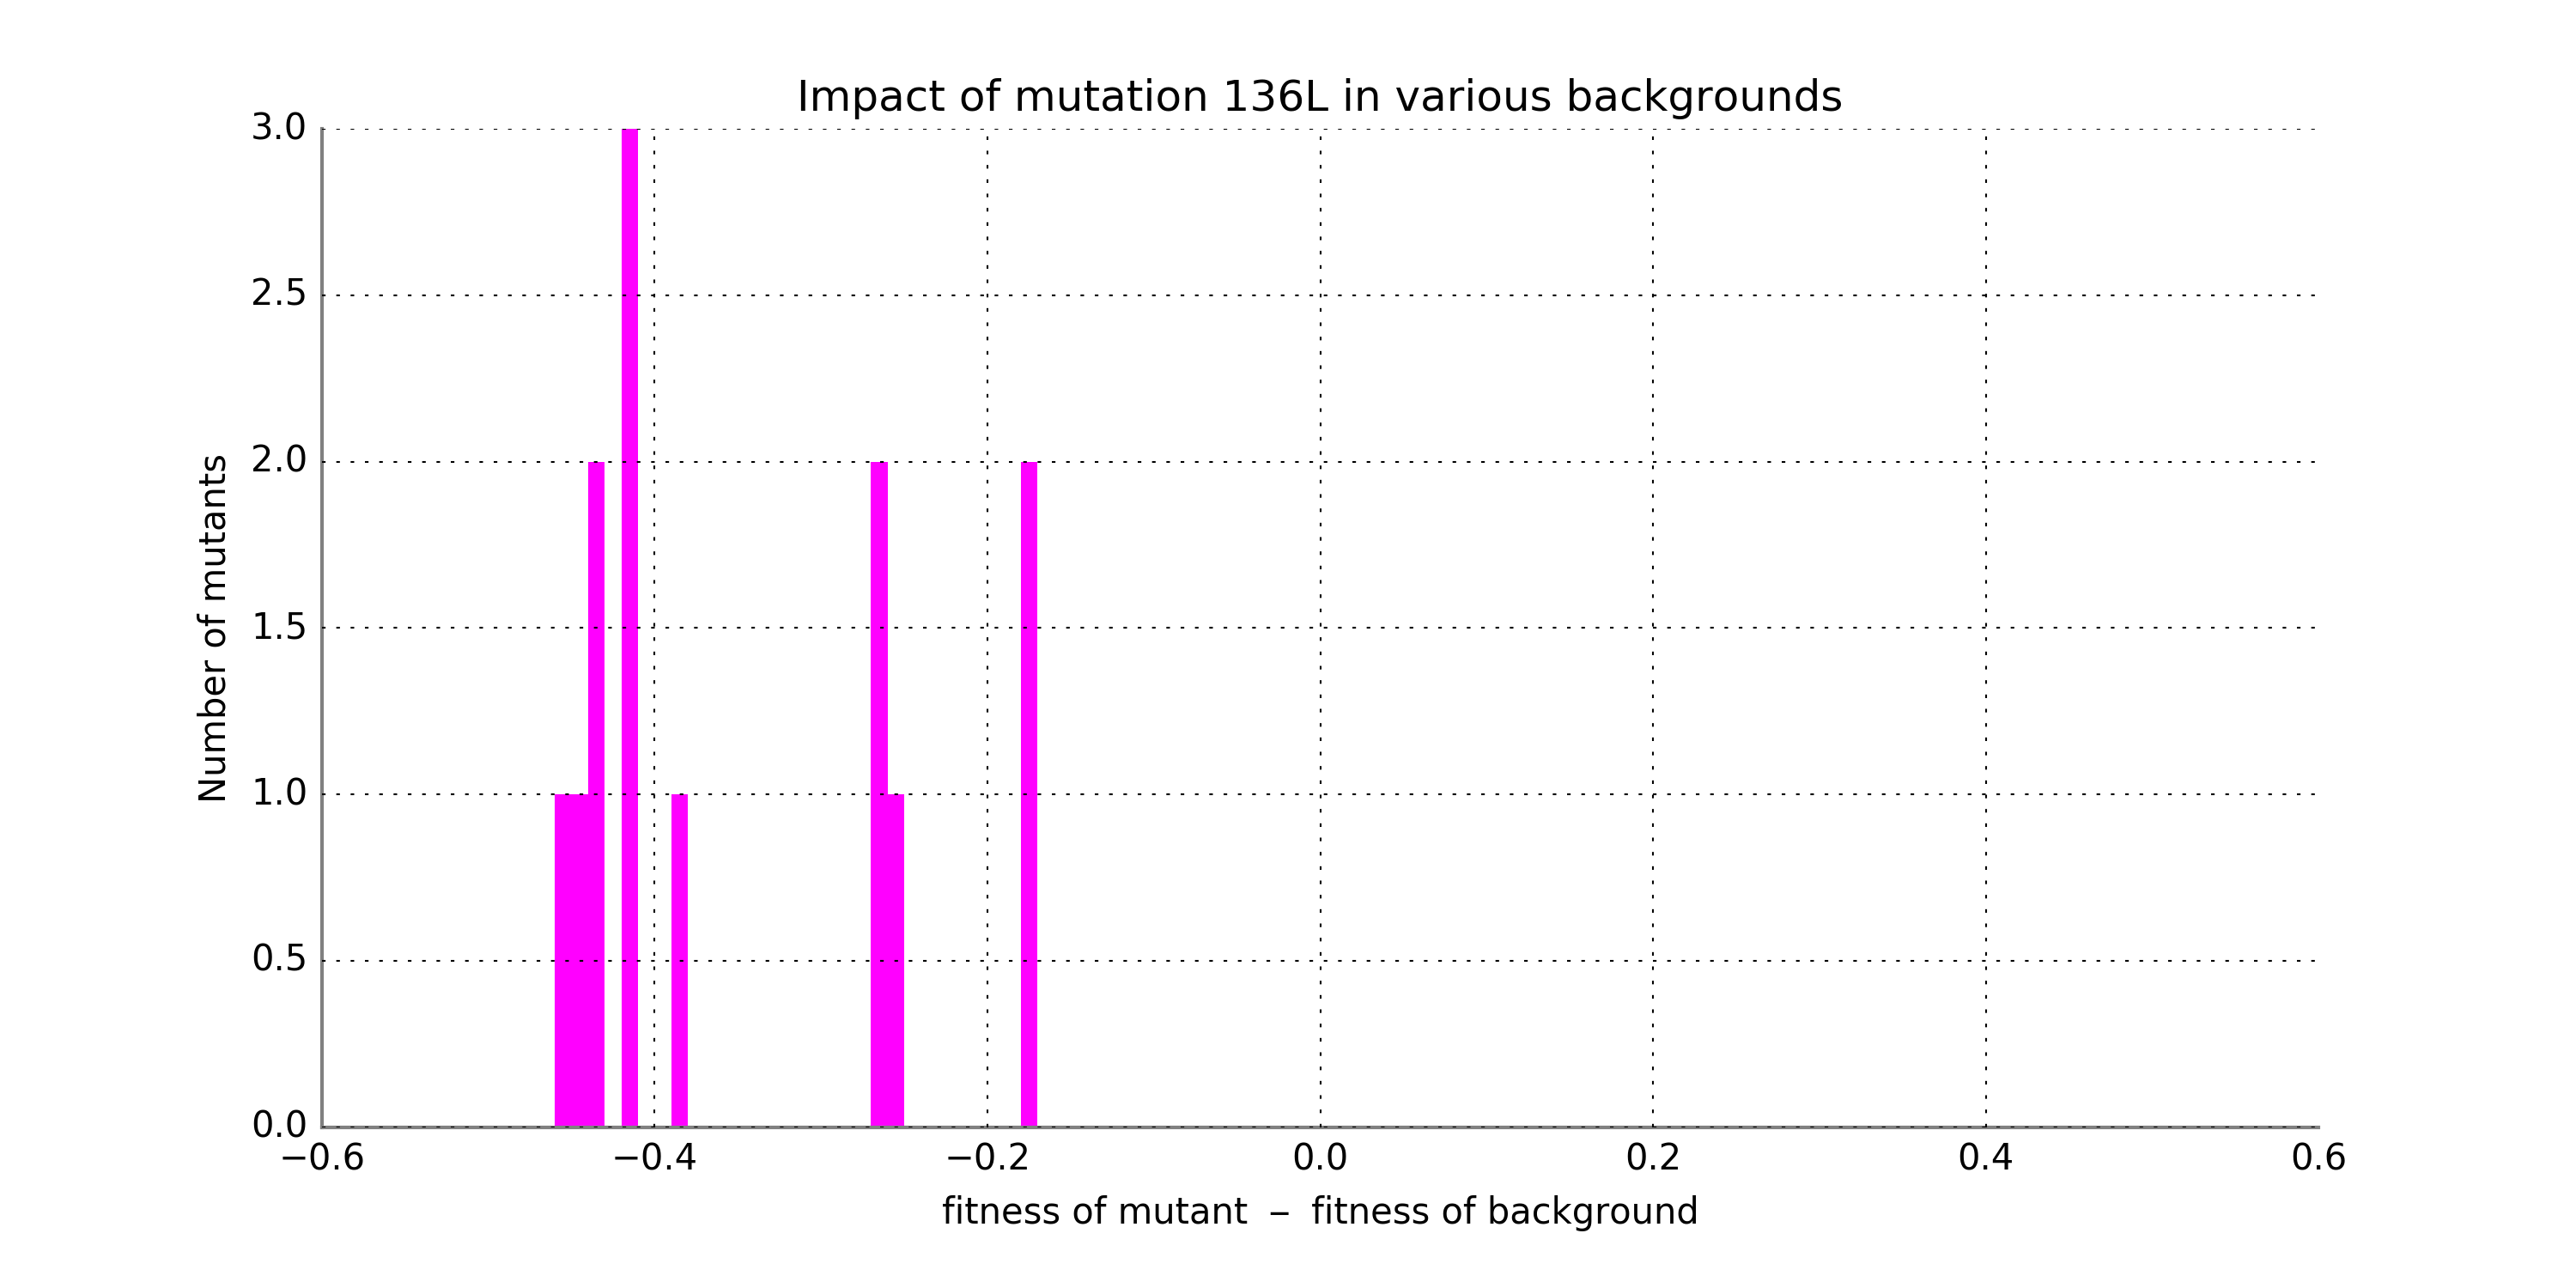 Impact of mutation 136L in various backgrounds
3.0
2.5
2.0
1.5
1.0
0.5
0.0
Number of mutants
−0.6 −0.4 −0.2 0.0 0.2 0.4 0.6
fitness of mutant − fitness of background